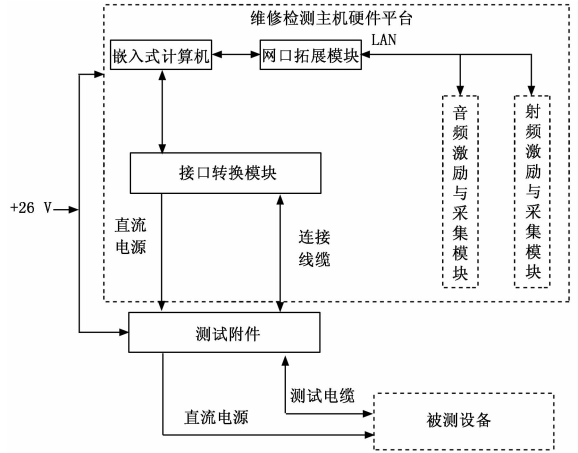 维修检测主机硬件平台
嵌入式计算机
网口拓展模块
LAN
音频激励与采集模块
射频激励与采集模块
接口转换模块
+26 V
直流
电源
连接
线缆
测试附件
测试电缆
直流电源
被测设备